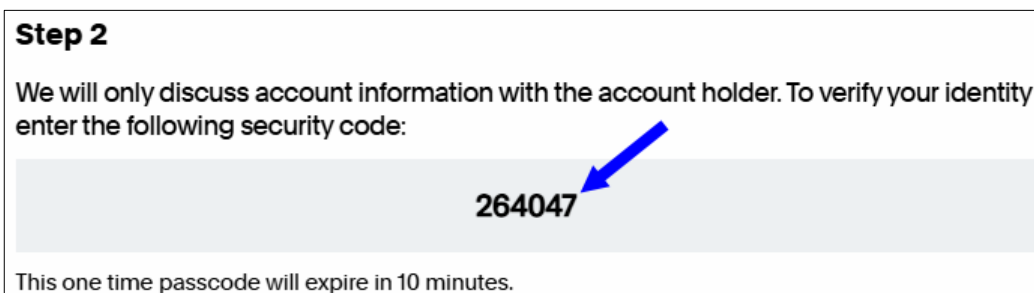 Step 2
We will only discuss account information with the account holder. To verify your identity
enter the following security code:
264047
This one time passcode will expire in 10 minutes.